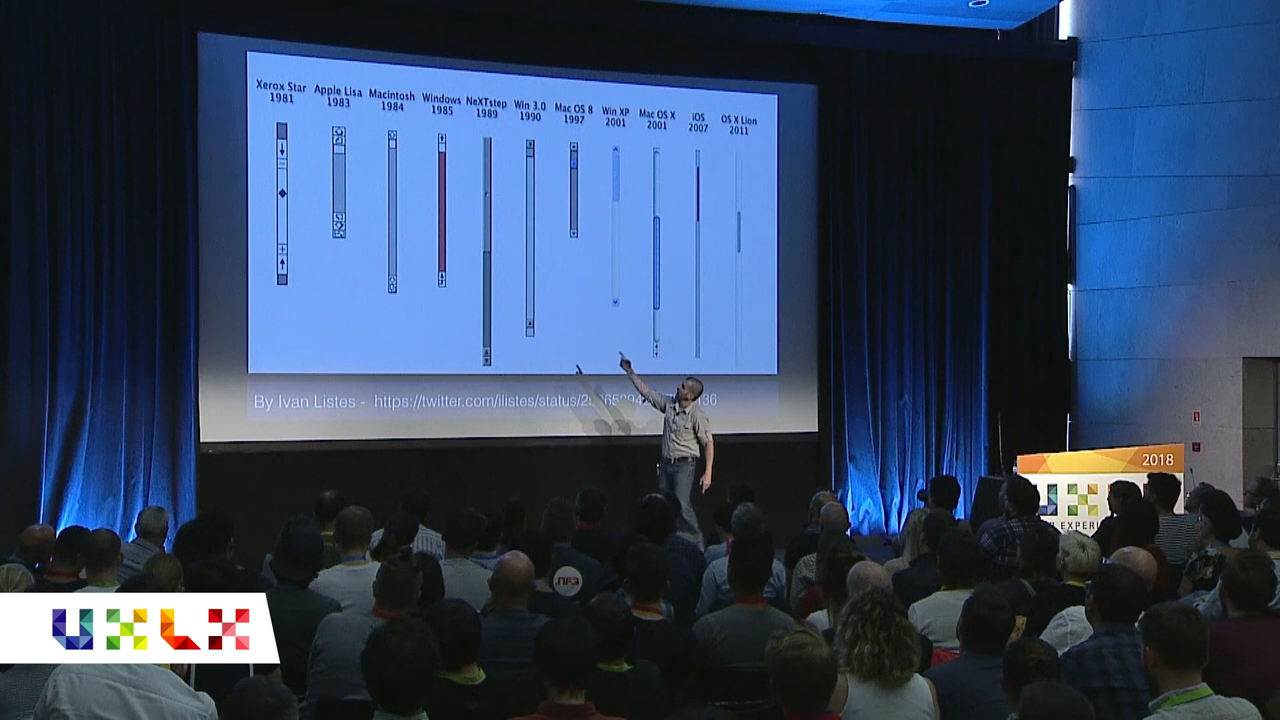 Xerox Star
1981
Apple Lisa
1983
Macintosh
1984
Windows
1985
NeXTstep
1989
Win 3.0
1990
Mac OS 8
1997
Win XP
2001
Mac OS X
2001
iOS
2007
OS X Lion
2011
By Ivan Listes - https://twitter.com/ilistes/status/
2018
UXLX